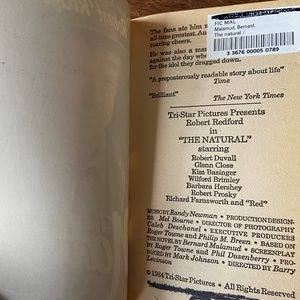 FIC MAL
Malamud, Bernard.
The natural /
3 3676 00005 0789
The fans ate him
all-time greatest. An
roaring cheers.
He was also a man
against the day whe
for the idol they dragged down.
"A preposterously readable story about life"
Time
"Brilliant"
The New York Times
Tri-Star Pictures Presents
Robert Redford
in
"THE NATURAL"
starring
Robert Duvall
Glenn Close
Kim Basinger
Wilford Brimley
Barbara Hershey
Robert Prosky
Richard Farnsworth and "Red"
MUSIC BY Randy Newman • PRODUCTION DESIGN-
ER Mel Bourne • DIRECTOR OF PHOTOGRAPHY
Caleb Deschanel • EXECUTIVE PRODUCERS
Roger Towne and Philip M. Breen • BASED ON
THE NOVEL BY Bernard Malamud • SCREENPLAY
BY Roger Towne and Phil Dusenberry • PRO-
DUCED BY Mark Johnson • DIRECTED BY Barry
Levinson
© 1984 Tri-Star Pictures • All Rights Reserved